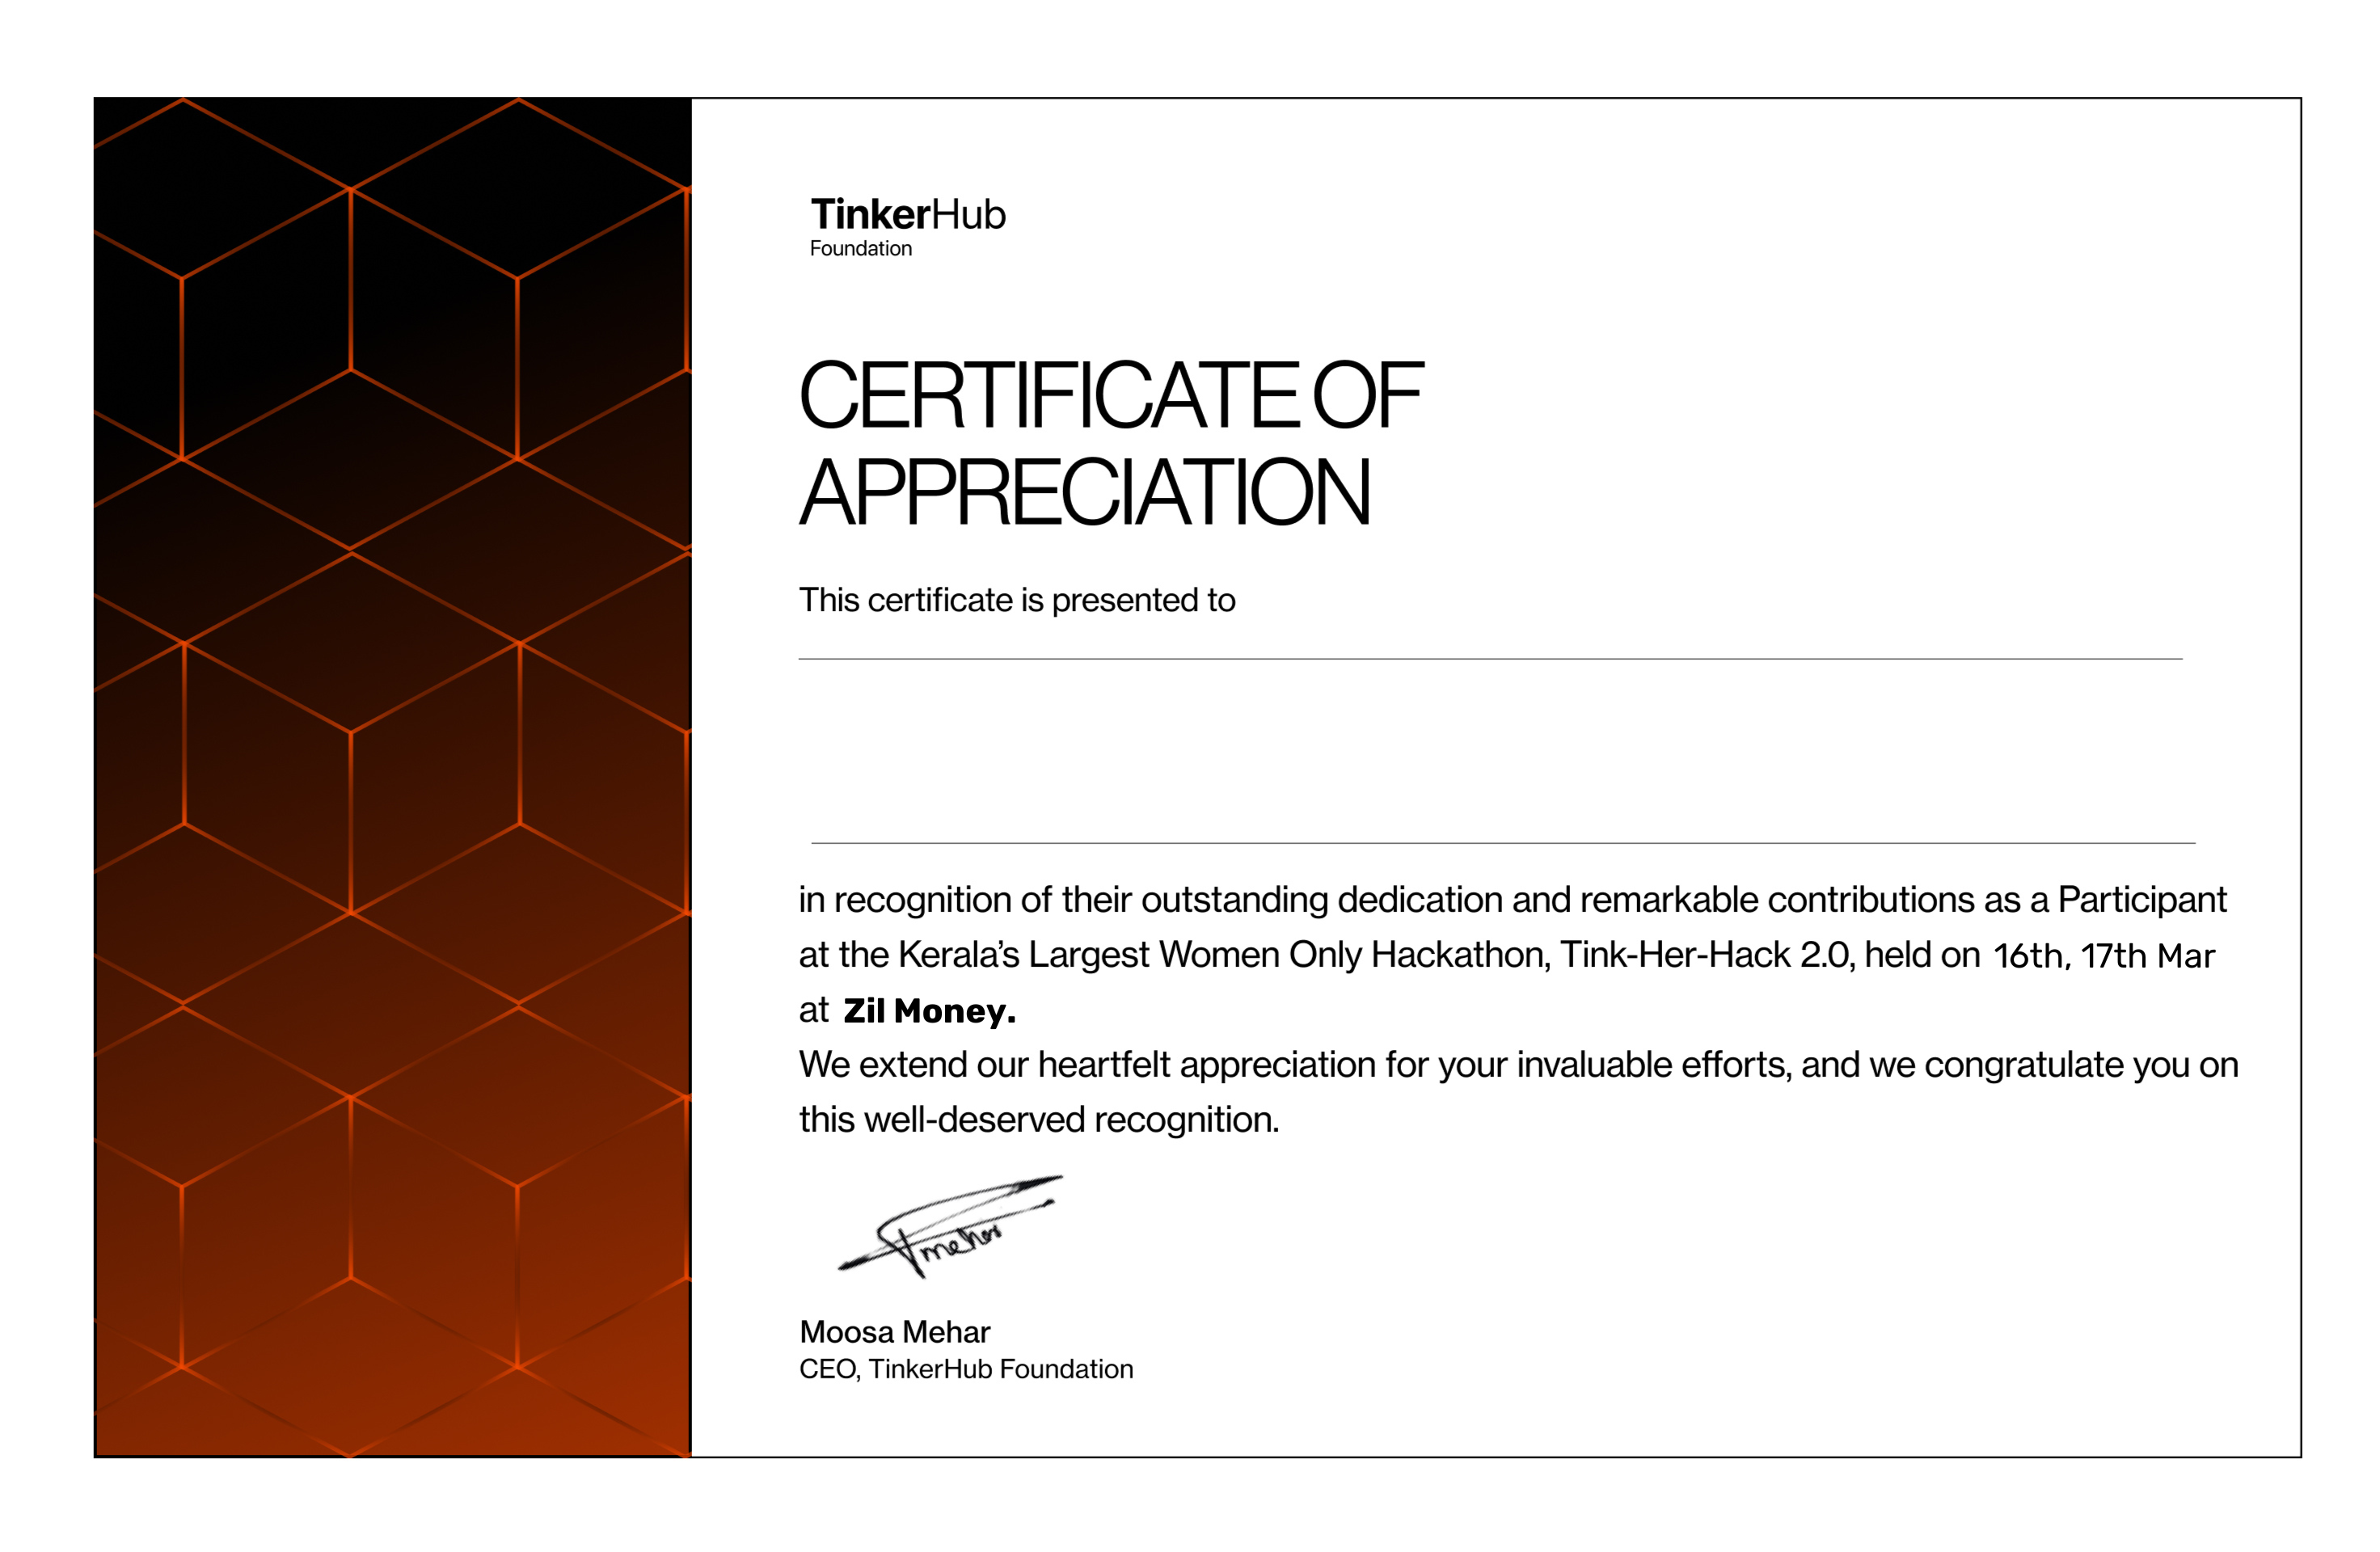 TinkerHub
Foundation
CERTIFICATE OF
APPRECIATION
This certificate is presented to
in recognition of their outstanding dedication and remarkable contributions as a Participant
at the Kerala’s Largest Women Only Hackathon, Tink-Her-Hack 2.0, held on 16th, 17th Mar
at Zil Money.
We extend our heartfelt appreciation for your invaluable efforts, and we congratulate you on
this well-deserved recognition.
Moosa Mehar
CEO, TinkerHub Foundation